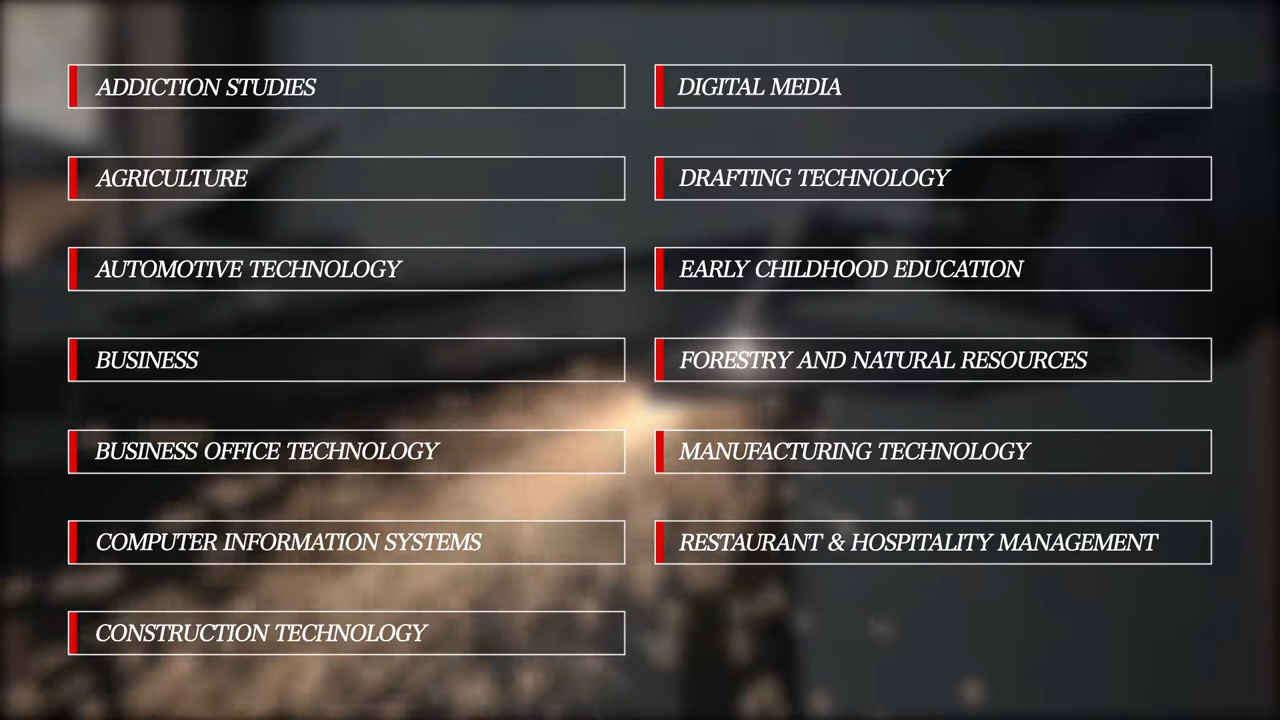 ADDICTION STUDIES
AGRICULTURE
AUTOMOTIVE TECHNOLOGY
BUSINESS
BUSINESS OFFICE TECHNOLOGY
COMPUTER INFORMATION SYSTEMS
CONSTRUCTION TECHNOLOGY
DIGITAL MEDIA
DRAFTING TECHNOLOGY
EARLY CHILDHOOD EDUCATION
FORESTRY AND NATURAL RESOURCES
MANUFACTURING TECHNOLOGY
RESTAURANT & HOSPITALITY MANAGEMENT